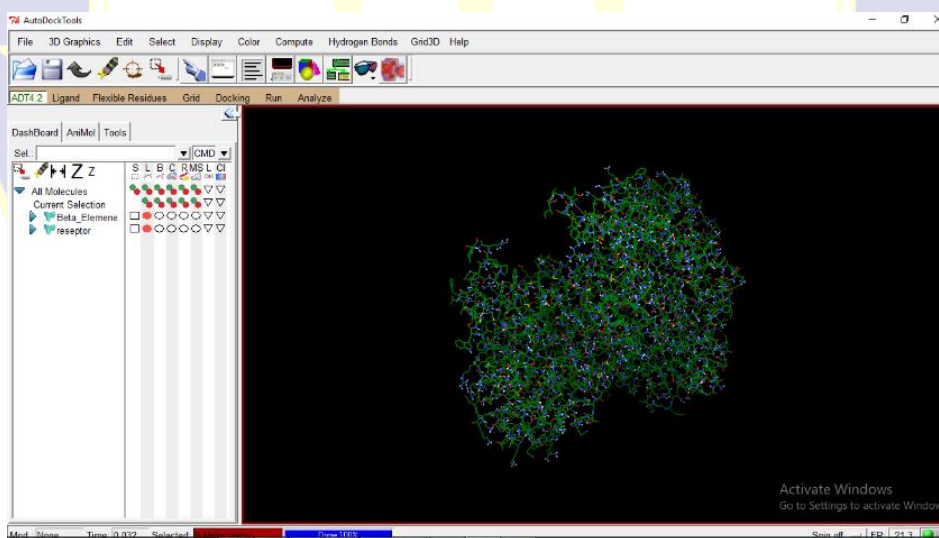 AutoDockTools
File 3D Graphics Edit Select Display Color Compute Hydrogen Bonds Grid3D Help
ADT4.2 Ligand Flexible Residues Grid Docking Run Analyze
DashBoard AniMol Tools
Sel.: CMD
Z Z S L B C R MS L Cl
All Molecules
Current Selection
Beta_Elemene
reseptor
Activate Windows
Go to Settings to activate Window
Mod. None Time 0.032 Selected Done 100% Spin off FR 21.3